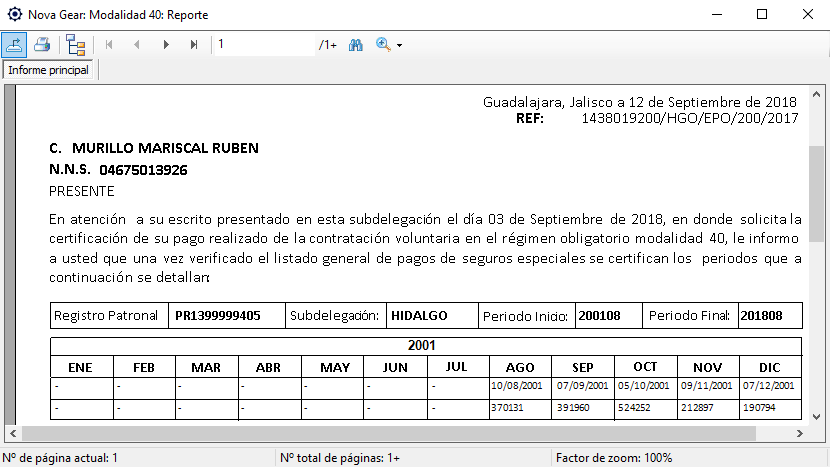 Nova Gear: Modalidad 40: Reporte
1 /1+
Informe principal
Guadalajara, Jalisco a 12 de Septiembre de 2018
REF: 1438019200/HGO/EPO/200/2017
C. MURILLO MARISCAL RUBEN
N.N.S. 04675013926
PRESENTE
En atención a su escrito presentado en esta subdelegación el día 03 de Septiembre de 2018, en donde solicita la
certificación de su pago realizado de la contratación voluntaria en el régimen obligatorio modalidad 40, le informo
a usted que una vez verificado el listado general de pagos de seguros especiales se certifican los periodos que a
continuación se detallan:
Registro Patronal PR1399999405 Subdelegación: HIDALGO Periodo Inicio: 200108 Periodo Final: 201808
2001
ENE FEB MAR ABR MAY JUN JUL AGO SEP OCT NOV DIC
- - - - - - - 10/08/2001 07/09/2001 05/10/2001 09/11/2001 07/12/2001
- - - - - - - 370131 391960 524252 212897 190794
Nº de página actual: 1 Nº total de páginas: 1+ Factor de zoom: 100%